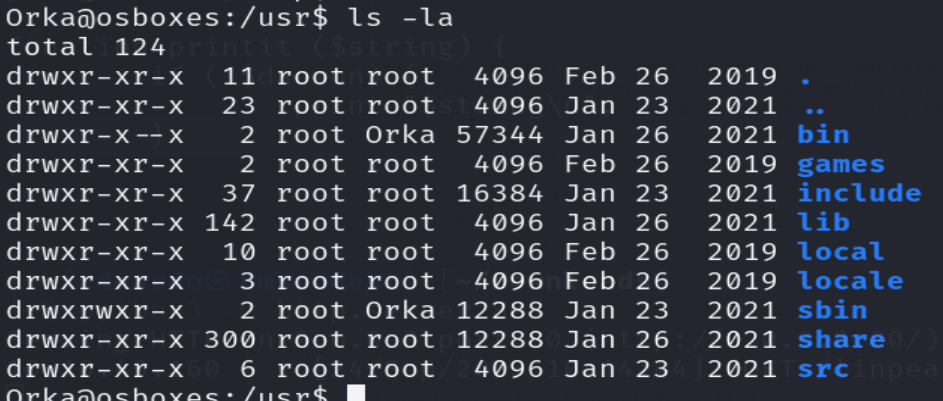 Orka@osboxes:/usr$ ls -la
total 124
drwxr-xr-x  11 root root  4096 Feb 26  2019 .
drwxr-xr-x  23 root root  4096 Jan 23  2021 ..
drwxr-x--x   2 root Orka 57344 Jan 26  2021 bin
drwxr-xr-x   2 root root  4096 Feb 26  2019 games
drwxr-xr-x  37 root root 16384 Jan 23  2021 include
drwxr-xr-x 142 root root  4096 Jan 26  2021 lib
drwxr-xr-x  10 root root  4096 Feb 26  2019 local
drwxr-xr-x   3 root root  4096 Feb 26  2019 locale
drwxrwxr-x   2 root Orka 12288 Jan 23  2021 sbin
drwxr-xr-x 300 root root 12288 Jan 26  2021 share
drwxr-xr-x   6 root root  4096 Jan 23  2021 src
Orka@osboxes:/usr$